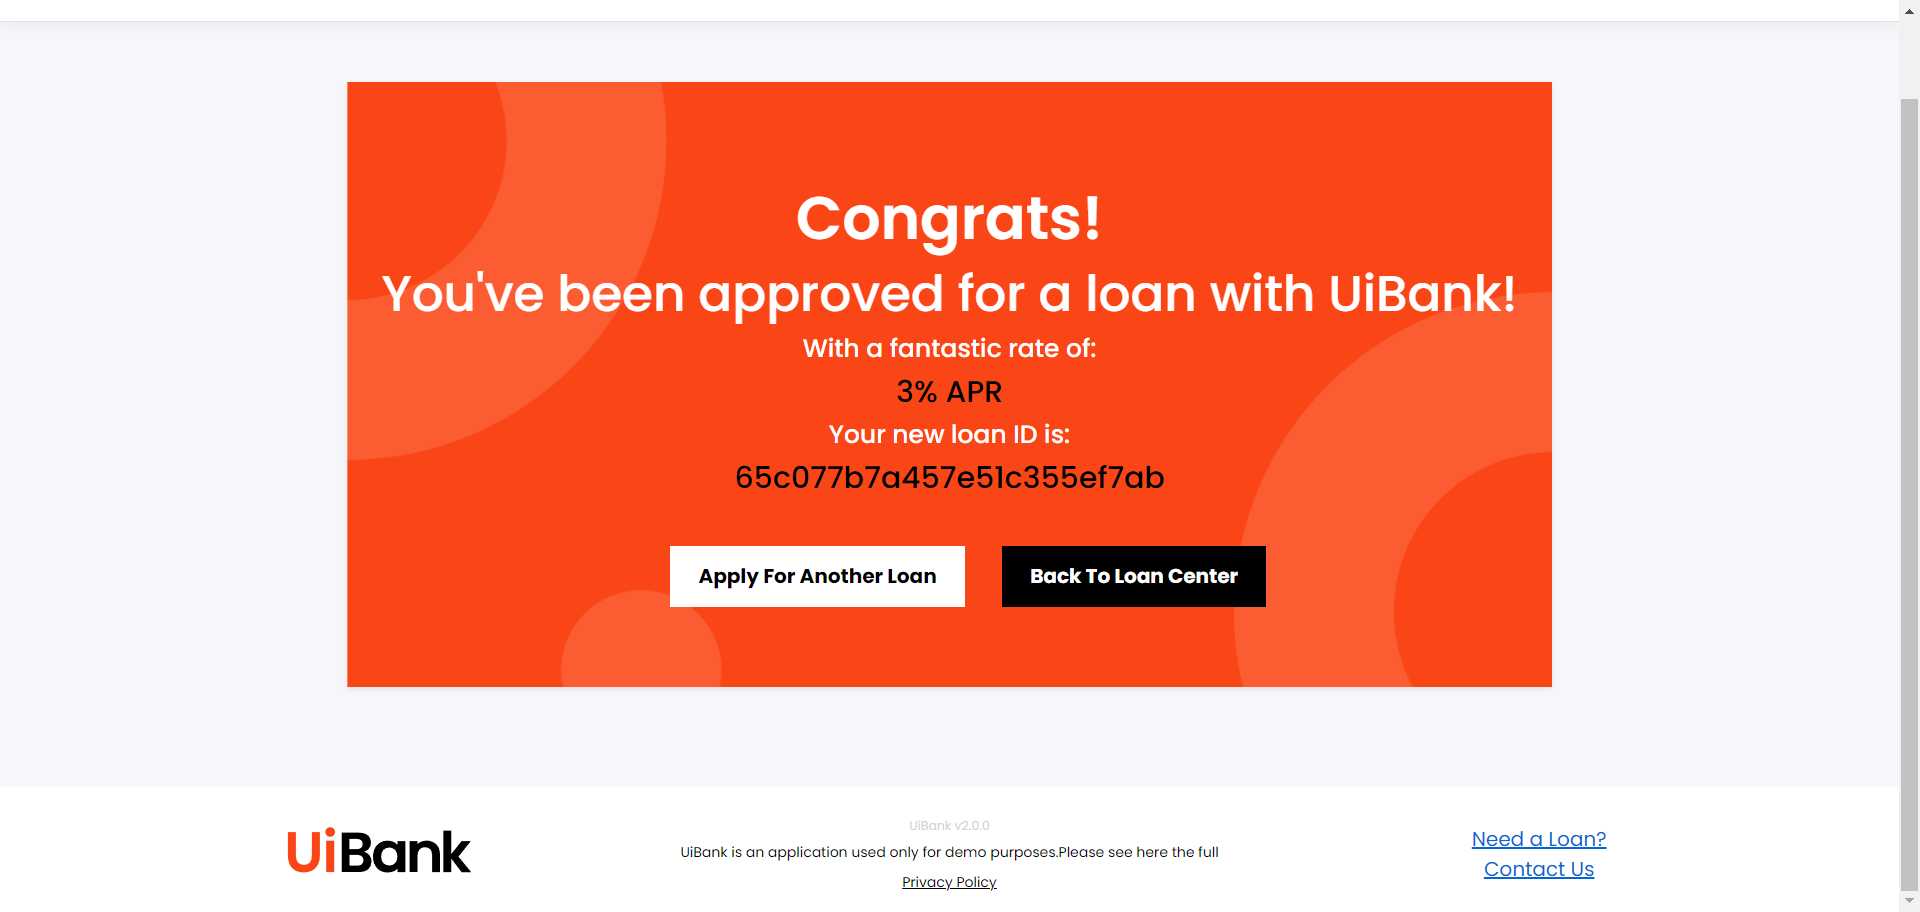 Congrats!
You've been approved for a loan with UiBank!
With a fantastic rate of:
3% APR
Your new loan ID is:
65c077b7a457e51c355ef7ab
Apply For Another Loan
Back To Loan Center
UiBank
UiBank v2.0.0
UiBank is an application used only for demo purposes.Please see here the full
Privacy Policy
Need a Loan?
Contact Us